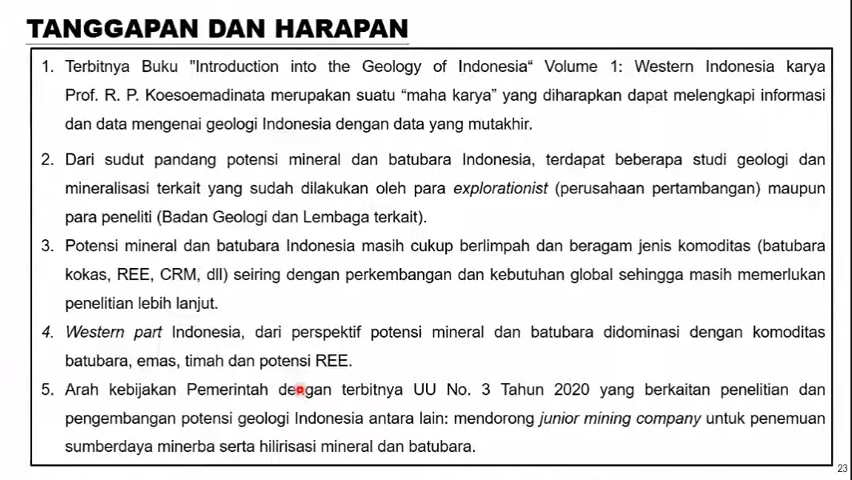 TANGGAPAN DAN HARAPAN
1. Terbitnya Buku "Introduction into the Geology of Indonesia“ Volume 1: Western Indonesia karya
Prof. R. P. Koesoemadinata merupakan suatu “maha karya” yang diharapkan dapat melengkapi informasi
dan data mengenai geologi Indonesia dengan data yang mutakhir.
2. Dari sudut pandang potensi mineral dan batubara Indonesia, terdapat beberapa studi geologi dan
mineralisasi terkait yang sudah dilakukan oleh para explorationist (perusahaan pertambangan) maupun
para peneliti (Badan Geologi dan Lembaga terkait).
3. Potensi mineral dan batubara Indonesia masih cukup berlimpah dan beragam jenis komoditas (batubara
kokas, REE, CRM, dll) seiring dengan perkembangan dan kebutuhan global sehingga masih memerlukan
penelitian lebih lanjut.
4. Western part Indonesia, dari perspektif potensi mineral dan batubara didominasi dengan komoditas
batubara, emas, timah dan potensi REE.
5. Arah kebijakan Pemerintah dengan terbitnya UU No. 3 Tahun 2020 yang berkaitan penelitian dan
pengembangan potensi geologi Indonesia antara lain: mendorong junior mining company untuk penemuan
sumberdaya minerba serta hilirisasi mineral dan batubara.
23